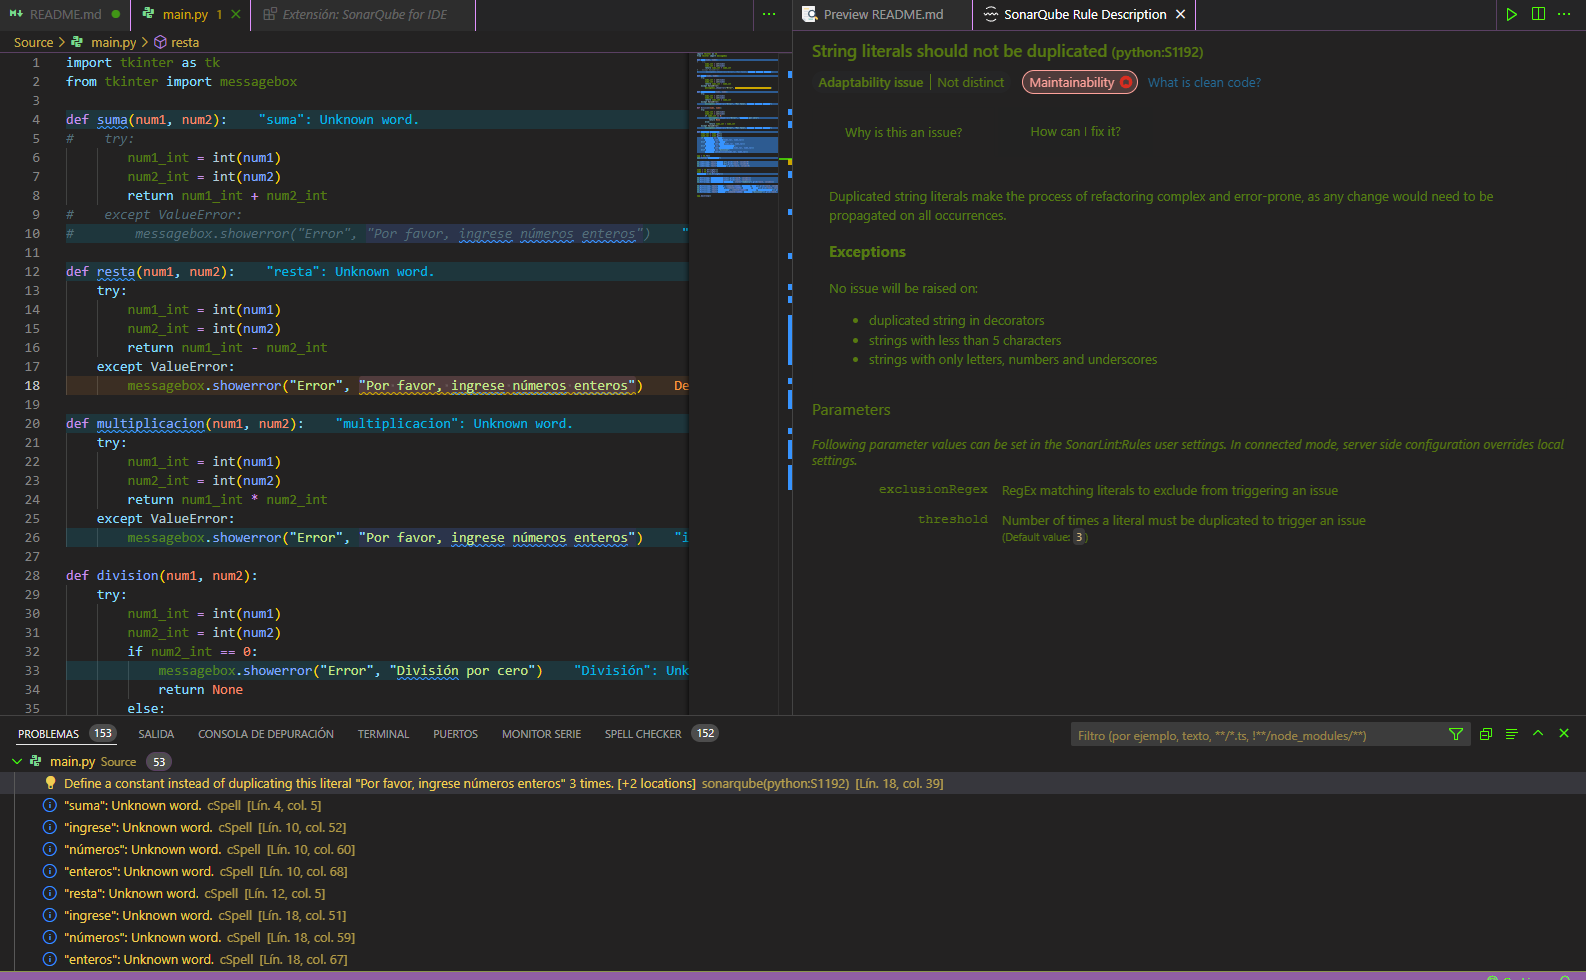 README.md
main.py 1
Extensión: SonarQube for IDE
Preview README.md
SonarQube Rule Description
Source > main.py > resta
1 import tkinter as tk
2 from tkinter import messagebox
3
4 def suma(num1, num2): "suma": Unknown word.
5 # try:
6 num1_int = int(num1)
7 num2_int = int(num2)
8 return num1_int + num2_int
9 # except ValueError:
10 # messagebox.showerror("Error", "Por favor, ingrese números enteros") "
11
12 def resta(num1, num2): "resta": Unknown word.
13 try:
14 num1_int = int(num1)
15 num2_int = int(num2)
16 return num1_int - num2_int
17 except ValueError:
18 messagebox.showerror("Error", "Por favor, ingrese números enteros") De
19
20 def multiplicacion(num1, num2): "multiplicacion": Unknown word.
21 try:
22 num1_int = int(num1)
23 num2_int = int(num2)
24 return num1_int * num2_int
25 except ValueError:
26 messagebox.showerror("Error", "Por favor, ingrese números enteros") "i
27
28 def division(num1, num2):
29 try:
30 num1_int = int(num1)
31 num2_int = int(num2)
32 if num2_int == 0:
33 messagebox.showerror("Error", "División por cero") "División": Unk
34 return None
35 else:
String literals should not be duplicated (python:S1192)
Adaptability issue | Not distinct Maintainability What is clean code?
Why is this an issue? How can I fix it?
Duplicated string literals make the process of refactoring complex and error-prone, as any change would need to be
propagated on all occurrences.
Exceptions
No issue will be raised on:
• duplicated string in decorators
• strings with less than 5 characters
• strings with only letters, numbers and underscores
Parameters
Following parameter values can be set in the SonarLint:Rules user settings. In connected mode, server side configuration overrides local
settings.
exclusionRegex RegEx matching literals to exclude from triggering an issue
threshold Number of times a literal must be duplicated to trigger an issue
(Default value: 3)
PROBLEMAS 153 SALIDA CONSOLA DE DEPURACIÓN TERMINAL PUERTOS MONITOR SERIE SPELL CHECKER 152
Filtro (por ejemplo, texto, **/*.ts, !**/node_modules/**)
main.py Source 53
Define a constant instead of duplicating this literal "Por favor, ingrese números enteros" 3 times. [+2 locations] sonarqube(python:S1192) [Lín. 18, col. 39]
"suma": Unknown word. cSpell [Lín. 4, col. 5]
"ingrese": Unknown word. cSpell [Lín. 10, col. 52]
"números": Unknown word. cSpell [Lín. 10, col. 60]
"enteros": Unknown word. cSpell [Lín. 10, col. 68]
"resta": Unknown word. cSpell [Lín. 12, col. 5]
"ingrese": Unknown word. cSpell [Lín. 18, col. 51]
"números": Unknown word. cSpell [Lín. 18, col. 59]
"enteros": Unknown word. cSpell [Lín. 18, col. 67]